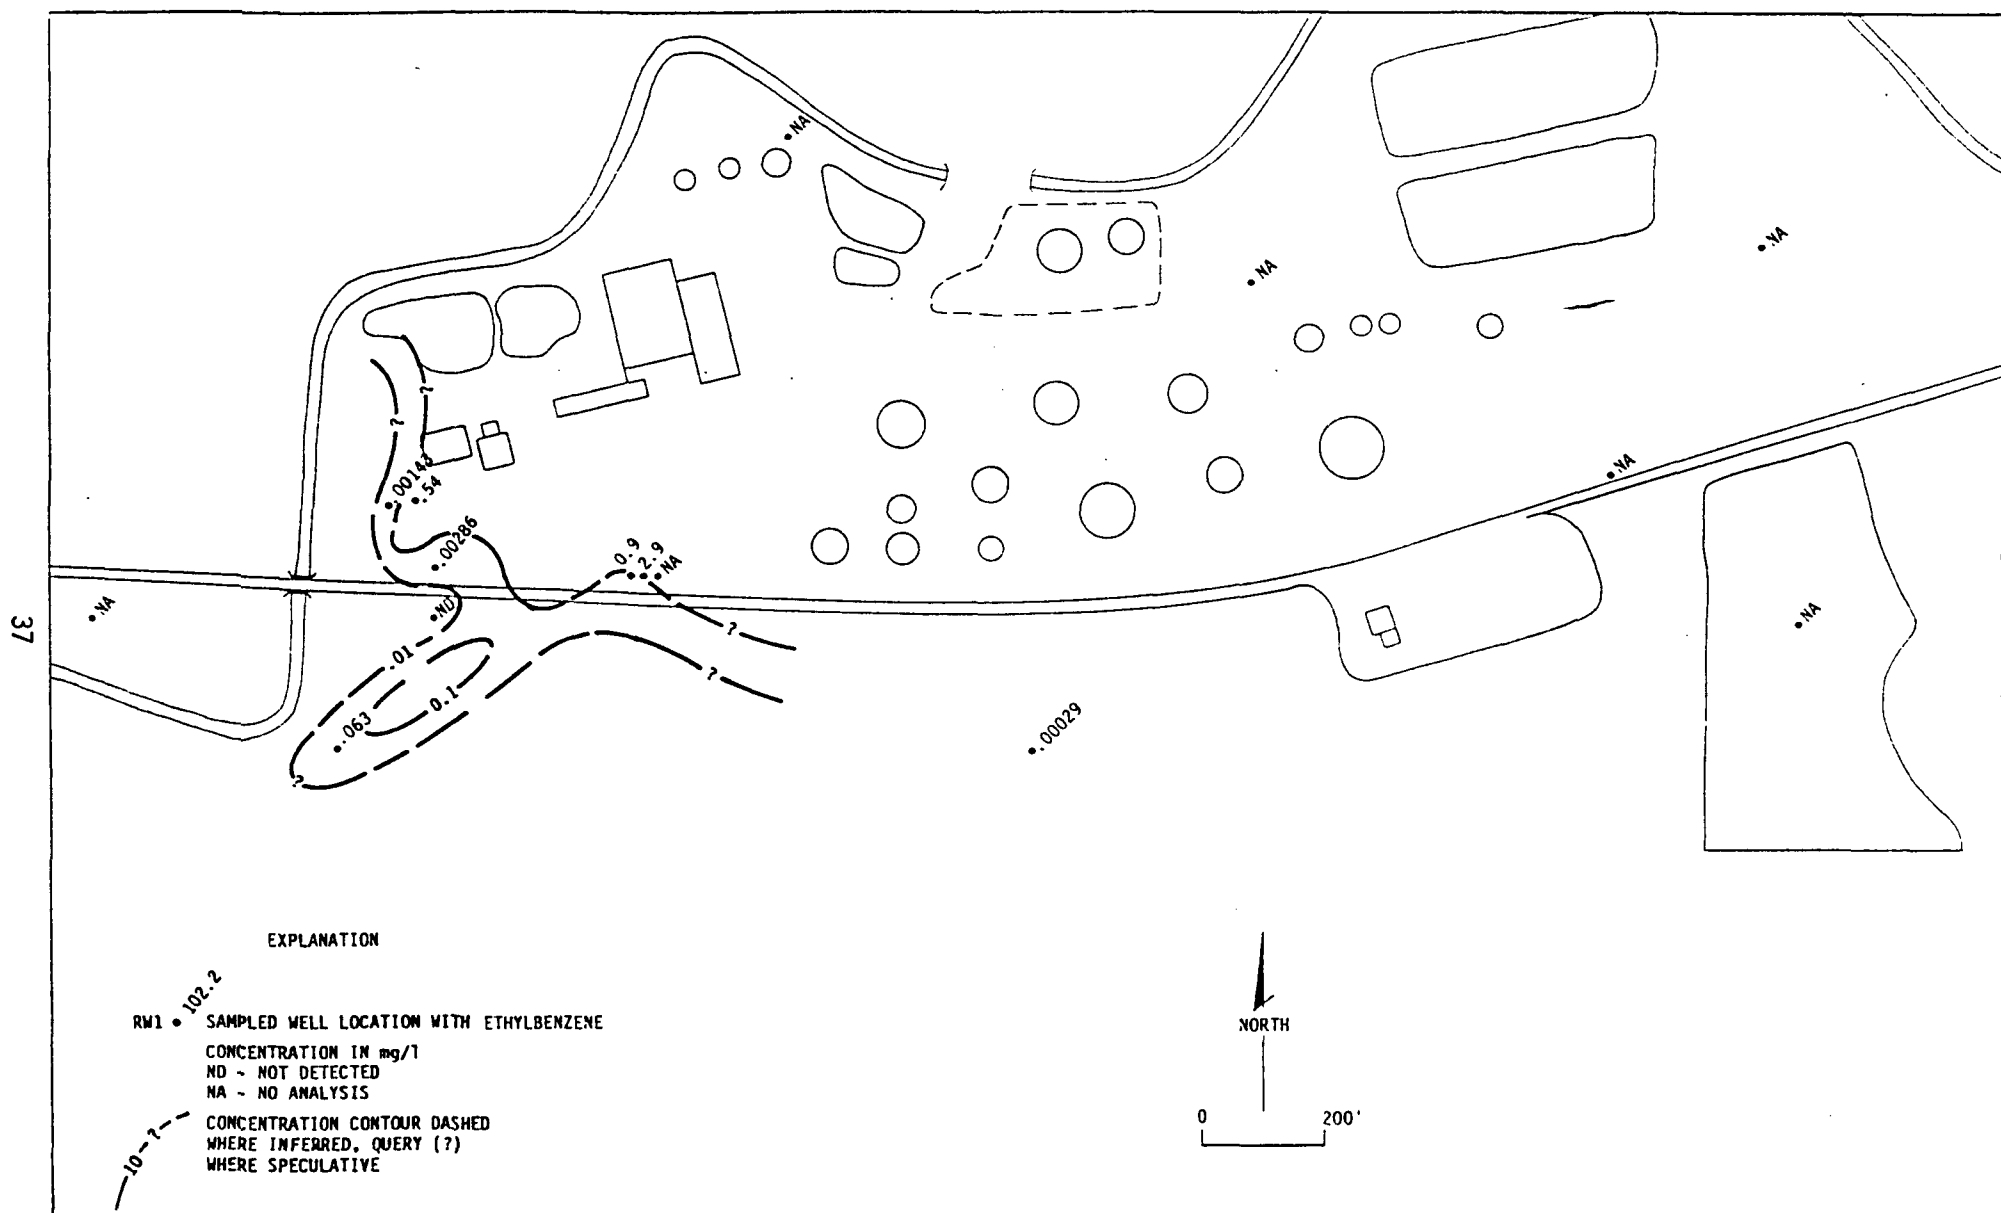 NA
NA
NA
?
?
.00143
.54
NA
.00286
0.9
2.9
NA
NA
ND
NA
37
?
.01
?
0.1
.063
.00029
?
EXPLANATION
102.2
RW1 SAMPLED WELL LOCATION WITH ETHYLBENZENE
CONCENTRATION IN mg/l
ND - NOT DETECTED
NA - NO ANALYSIS
10-?- CONCENTRATION CONTOUR DASHED
WHERE INFERRED, QUERY (?)
WHERE SPECULATIVE
NORTH
0 200'